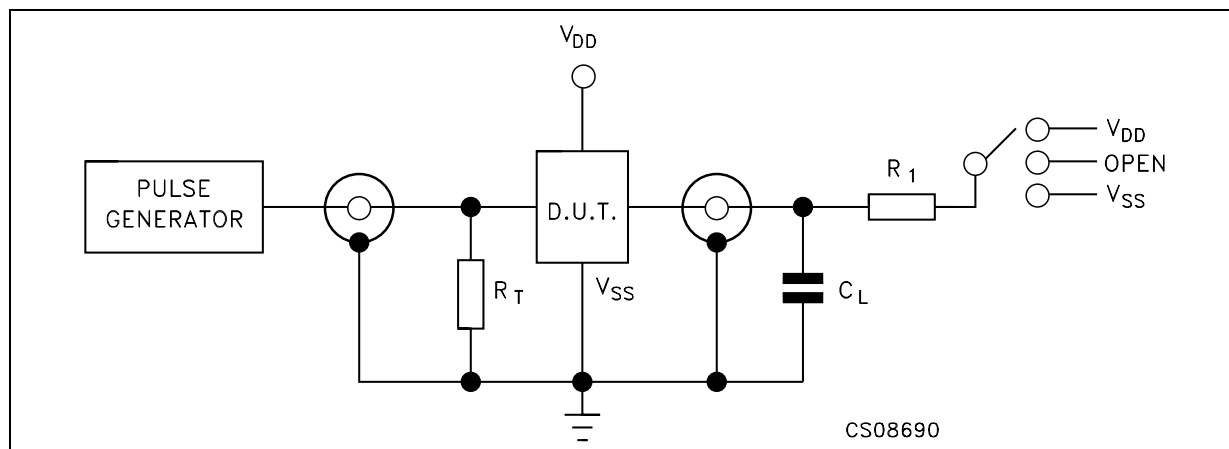 VDD
PULSE
GENERATOR
D.U.T.
VSS
RT
CL
R1
VDD
OPEN
VSS
CS08690